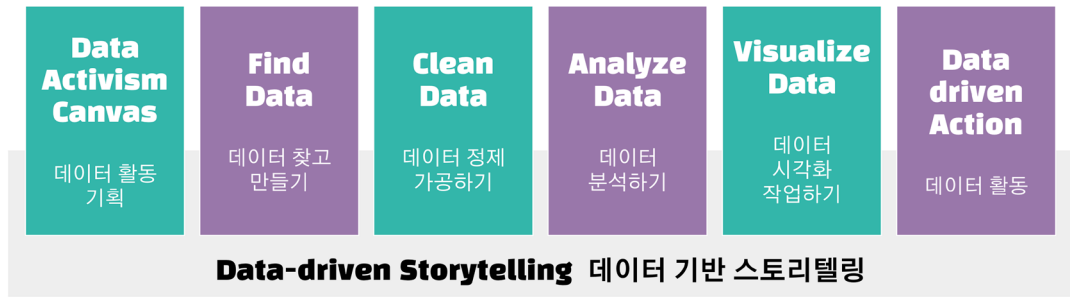 Data
Activism
Canvas
데이터 활동
기획
Find
Data
데이터 찾고
만들기
Clean
Data
데이터 정제
가공하기
Analyze
Data
데이터
분석하기
Visualize
Data
데이터
시각화
작업하기
Data
driven
Action
데이터 활동
Data-driven Storytelling 데이터 기반 스토리텔링